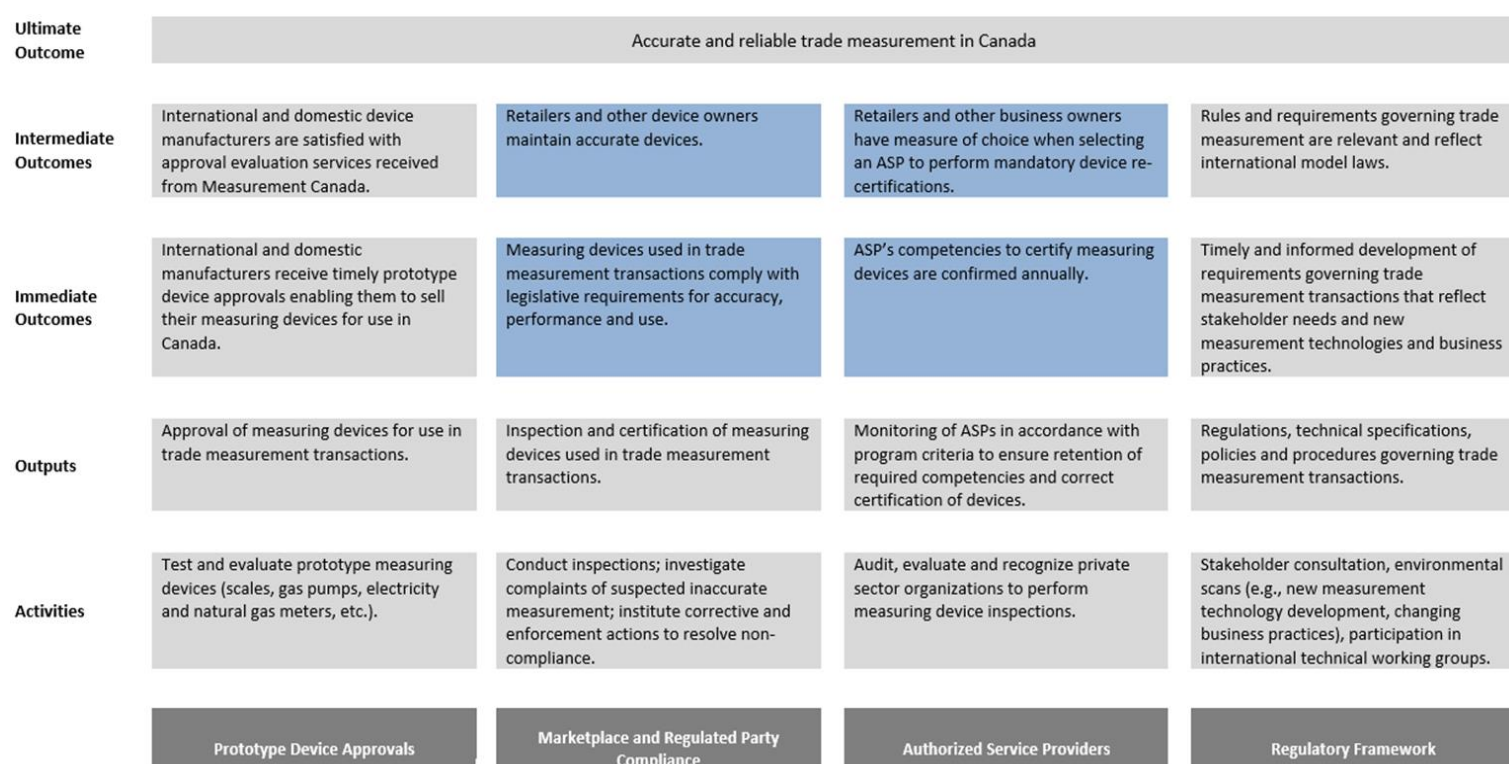 Ultimate
Outcome
Accurate and reliable trade measurement in Canada
Intermediate
Outcomes
International and domestic device
manufacturers are satisfied with
approval evaluation services received
from Measurement Canada.
Retailers and other device owners
maintain accurate devices.
Retailers and other business owners
have measure of choice when selecting
an ASP to perform mandatory device re-
certifications.
Rules and requirements governing trade
measurement are relevant and reflect
international model laws.
Immediate
Outcomes
International and domestic
manufacturers receive timely prototype
device approvals enabling them to sell
their measuring devices for use in
Canada.
Measuring devices used in trade
measurement transactions comply with
legislative requirements for accuracy,
performance and use.
ASP's competencies to certify measuring
devices are confirmed annually.
Timely and informed development of
requirements governing trade
measurement transactions that reflect
stakeholder needs and new
measurement technologies and business
practices.
Outputs
Approval of measuring devices for use in
trade measurement transactions.
Inspection and certification of measuring
devices used in trade measurement
transactions.
Monitoring of ASPs in accordance with
program criteria to ensure retention of
required competencies and correct
certification of devices.
Regulations, technical specifications,
policies and procedures governing trade
measurement transactions.
Activities
Test and evaluate prototype measuring
devices (scales, gas pumps, electricity
and natural gas meters, etc.).
Conduct inspections; investigate
complaints of suspected inaccurate
measurement; institute corrective and
enforcement actions to resolve non-
compliance.
Audit, evaluate and recognize private
sector organizations to perform
measuring device inspections.
Stakeholder consultation, environmental
scans (e.g., new measurement
technology development, changing
business practices), participation in
international technical working groups.
Prototype Device Approvals
Marketplace and Regulated Party
Compliance
Authorized Service Providers
Regulatory Framework